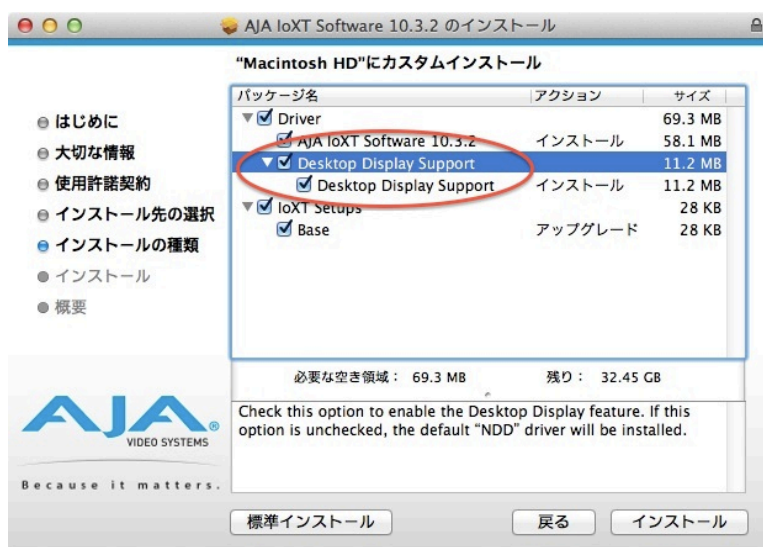 AJA IoXT Software 10.3.2 のインストール
"Macintosh HD"にカスタムインストール
はじめに
大切な情報
使用許諾契約
インストール先の選択
インストールの種類
インストール
概要
パッケージ名 アクション サイズ
Driver 69.3 MB
AJA IoXT Software 10.3.2 インストール 58.1 MB
Desktop Display Support 11.2 MB
Desktop Display Support インストール 11.2 MB
IoXT Setups 28 KB
Base アップグレード 28 KB
必要な空き領域： 69.3 MB 残り： 32.45 GB
Check this option to enable the Desktop Display feature. If this
option is unchecked, the default “NDD” driver will be installed.
AJA®
VIDEO SYSTEMS
Because it matters.
標準インストール 戻る インストール